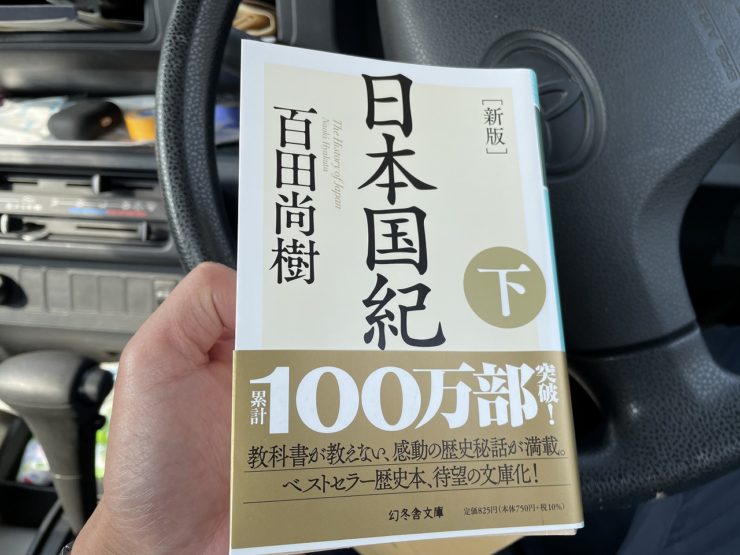 [新版]
日本国紀
下
The History of Japan
Naoki Hyakuta
百田尚樹
累計100万部突破!
教科書が教えない、感動の歴史秘話が満載。
ベストセラー歴史本、待望の文庫化!
幻冬舎文庫
定価825円(本体750円+税10%)
SRS AIR